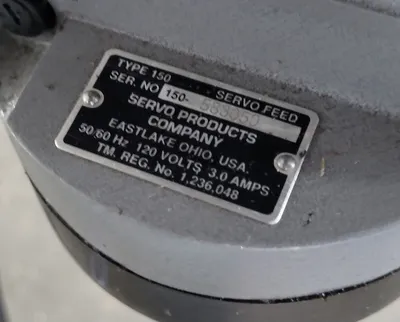 TYPE 150 SERVO FEED
SER. NO 150-
SERVO PRODUCTS
COMPANY
EASTLAKE OHIO, USA.
50/60 Hz 120 VOLTS 3.0 AMPS
TM. REG. No. 1,236,048